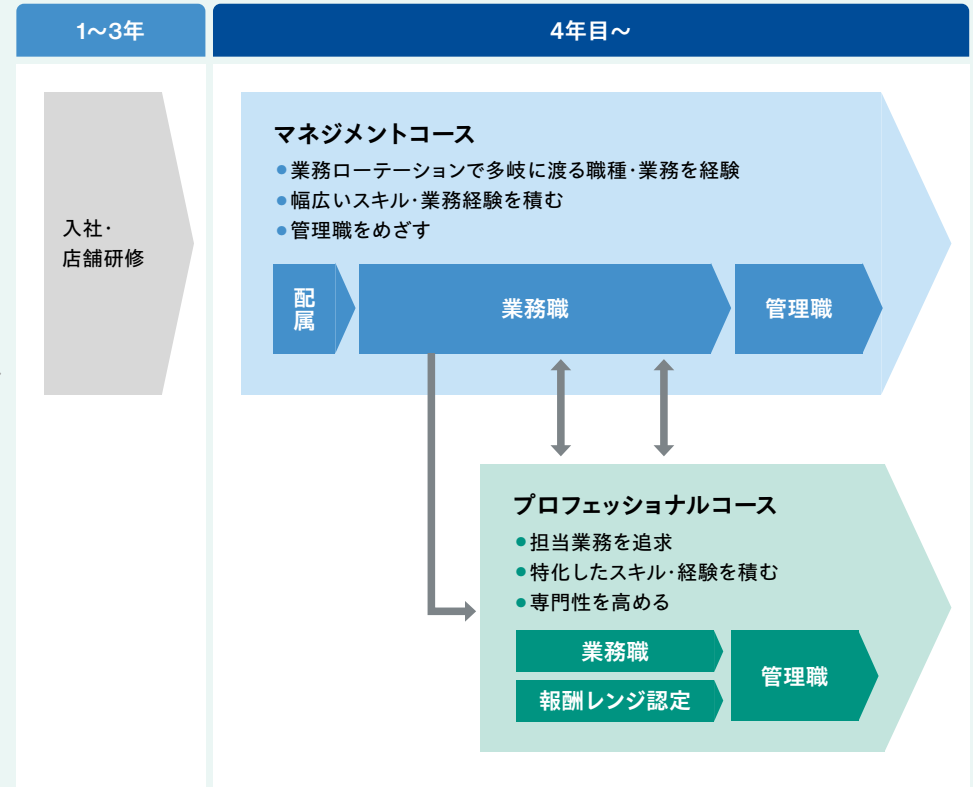 1～3年
4年目～
入社・
店舗研修
マネジメントコース
●業務ローテーションで多岐に渡る職種・業務を経験
●幅広いスキル・業務経験を積む
●管理職をめざす
配属
業務職
管理職
プロフェッショナルコース
●担当業務を追求
●特化したスキル・経験を積む
●専門性を高める
業務職
報酬レンジ認定
管理職